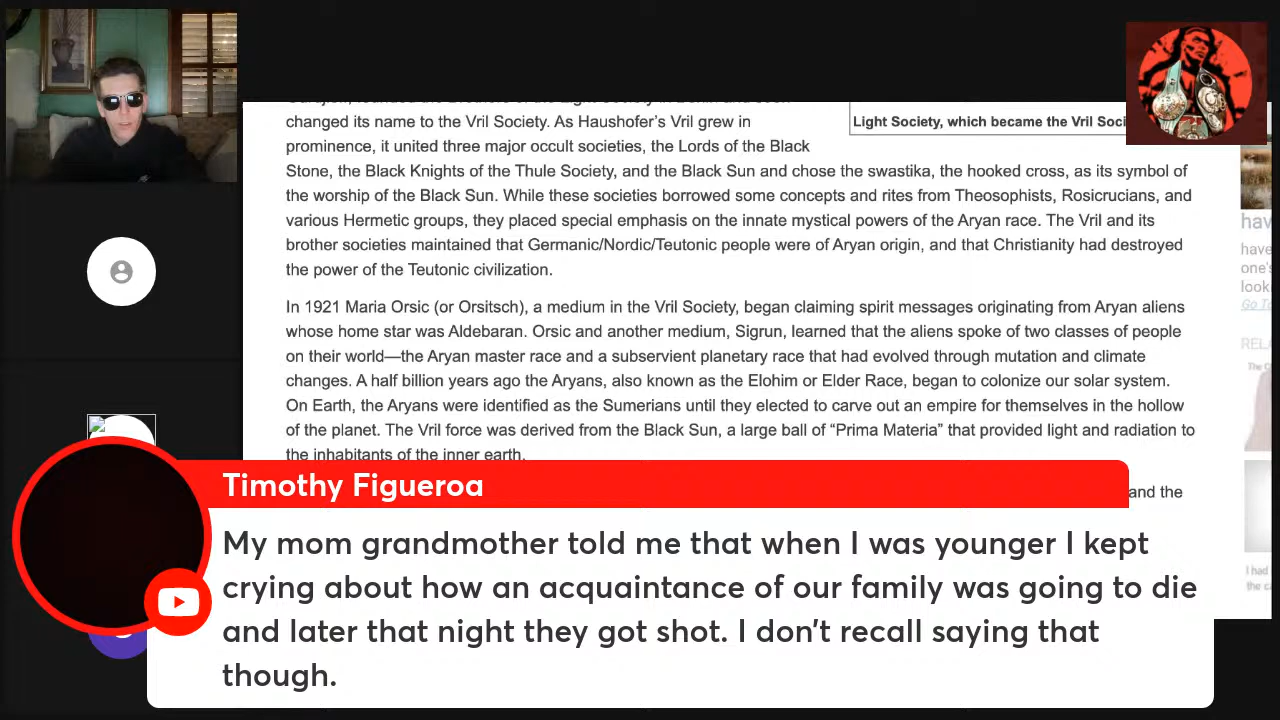 changed its name to the Vril Society. As Haushofer's Vril grew in
prominence, it united three major occult societies, the Lords of the Black
Stone, the Black Knights of the Thule Society, and the Black Sun and chose the swastika, the hooked cross, as its symbol of
the worship of the Black Sun. While these societies borrowed some concepts and rites from Theosophists, Rosicrucians, and
various Hermetic groups, they placed special emphasis on the innate mystical powers of the Aryan race. The Vril and its
brother societies maintained that Germanic/Nordic/Teutonic people were of Aryan origin, and that Christianity had destroyed
the power of the Teutonic civilization.
In 1921 Maria Orsic (or Orsitsch), a medium in the Vril Society, began claiming spirit messages originating from Aryan aliens
whose home star was Aldebaran. Orsic and another medium, Sigrun, learned that the aliens spoke of two classes of people
on their world—the Aryan master race and a subservient planetary race that had evolved through mutation and climate
changes. A half billion years ago the Aryans, also known as the Elohim or Elder Race, began to colonize our solar system.
On Earth, the Aryans were identified as the Sumerians until they elected to carve out an empire for themselves in the hollow
of the planet. The Vril force was derived from the Black Sun, a large ball of “Prima Materia” that provided light and radiation to
the inhabitants of the inner earth.
and the
Light Society, which became the Vril Soci
have
have
one's
look
Go To
REL
The C
I had
the c
Timothy Figueroa
My mom grandmother told me that when I was younger I kept
crying about how an acquaintance of our family was going to die
and later that night they got shot. I don't recall saying that
though.